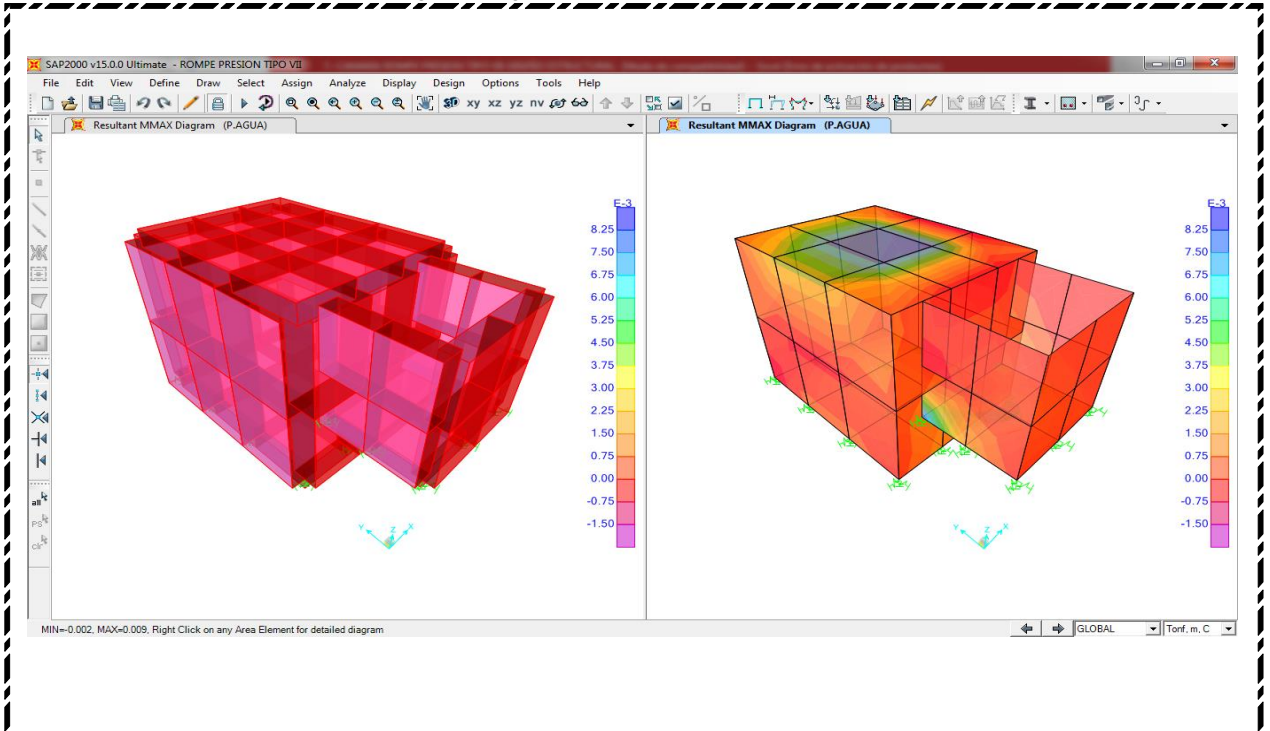 SAP2000 v15.0.0 Ultimate - ROMPE PRESION TIPO VII
File Edit View Define Draw Select Assign Analyze Display Design Options Tools Help
3D xy xz yz nv
Resultant MMAX Diagram (P.AGUA)
Resultant MMAX Diagram (P.AGUA)
E-3
8.25
7.50
6.75
6.00
5.25
4.50
3.75
3.00
2.25
1.50
0.75
0.00
-0.75
-1.50
E-3
8.25
7.50
6.75
6.00
5.25
4.50
3.75
3.00
2.25
1.50
0.75
0.00
-0.75
-1.50
Y Z X
Y Z X
all
PS
clr
MIN=-0.002, MAX=0.009, Right Click on any Area Element for detailed diagram
GLOBAL
Tonf, m, C